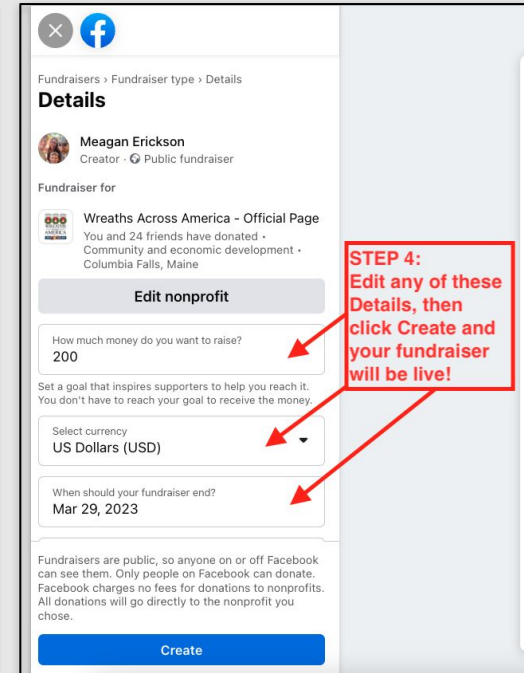 Fundraisers › Fundraiser type › Details
Details
Meagan Erickson
Creator · Public fundraiser
Fundraiser for
Wreaths Across America - Official Page
You and 24 friends have donated •
Community and economic development •
Columbia Falls, Maine
Edit nonprofit
How much money do you want to raise?
200
Set a goal that inspires supporters to help you reach it.
You don't have to reach your goal to receive the money.
Select currency
US Dollars (USD)
When should your fundraiser end?
Mar 29, 2023
Fundraisers are public, so anyone on or off Facebook
can see them. Only people on Facebook can donate.
Facebook charges no fees for donations to nonprofits.
All donations will go directly to the nonprofit you
chose.
Create
STEP 4:
Edit any of these
Details, then
click Create and
your fundraiser
will be live!